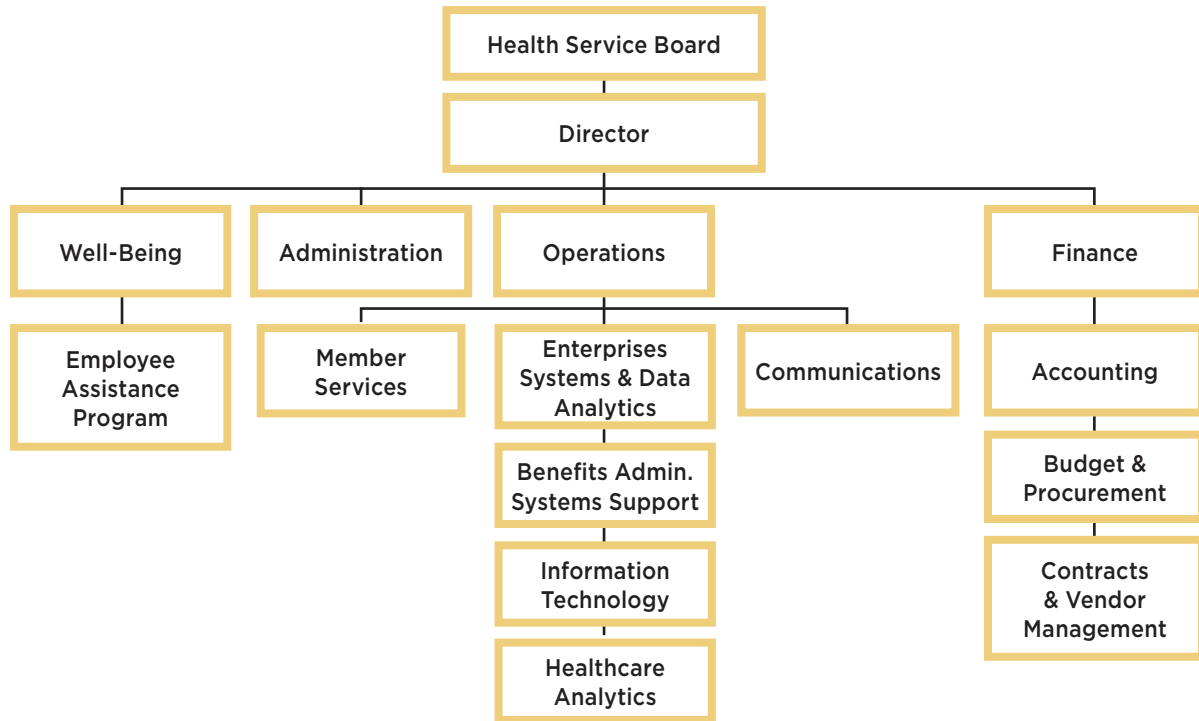 Health Service Board
Director
Well-Being
Administration
Operations
Finance
Employee
Assistance
Program
Member
Services
Enterprises
Systems & Data
Analytics
Communications
Accounting
Benefits Admin.
Systems Support
Budget &
Procurement
Information
Technology
Contracts
& Vendor
Management
Healthcare
Analytics